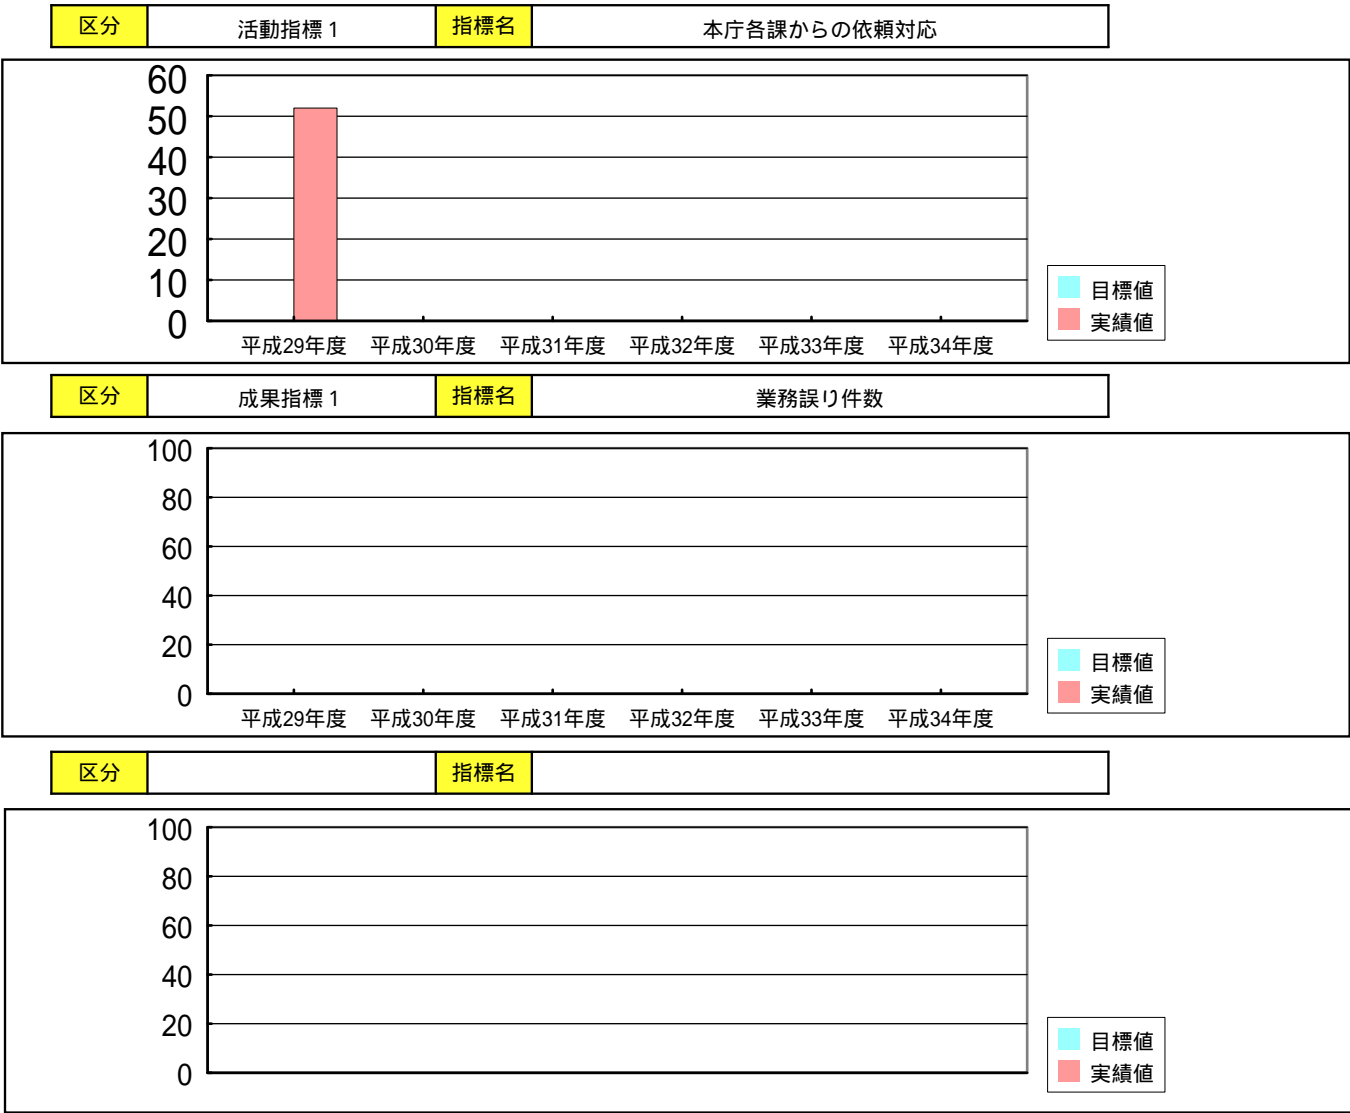 区分 活動指標1 指標名 本庁各課からの依頼対応
60
50
40
30
20
10
0
平成29年度 平成30年度 平成31年度 平成32年度 平成33年度 平成34年度
目標値
実績値
区分 成果指標1 指標名 業務誤り件数
100
80
60
40
20
0
平成29年度 平成30年度 平成31年度 平成32年度 平成33年度 平成34年度
目標値
実績値
区分 指標名
100
80
60
40
20
0
目標値
実績値